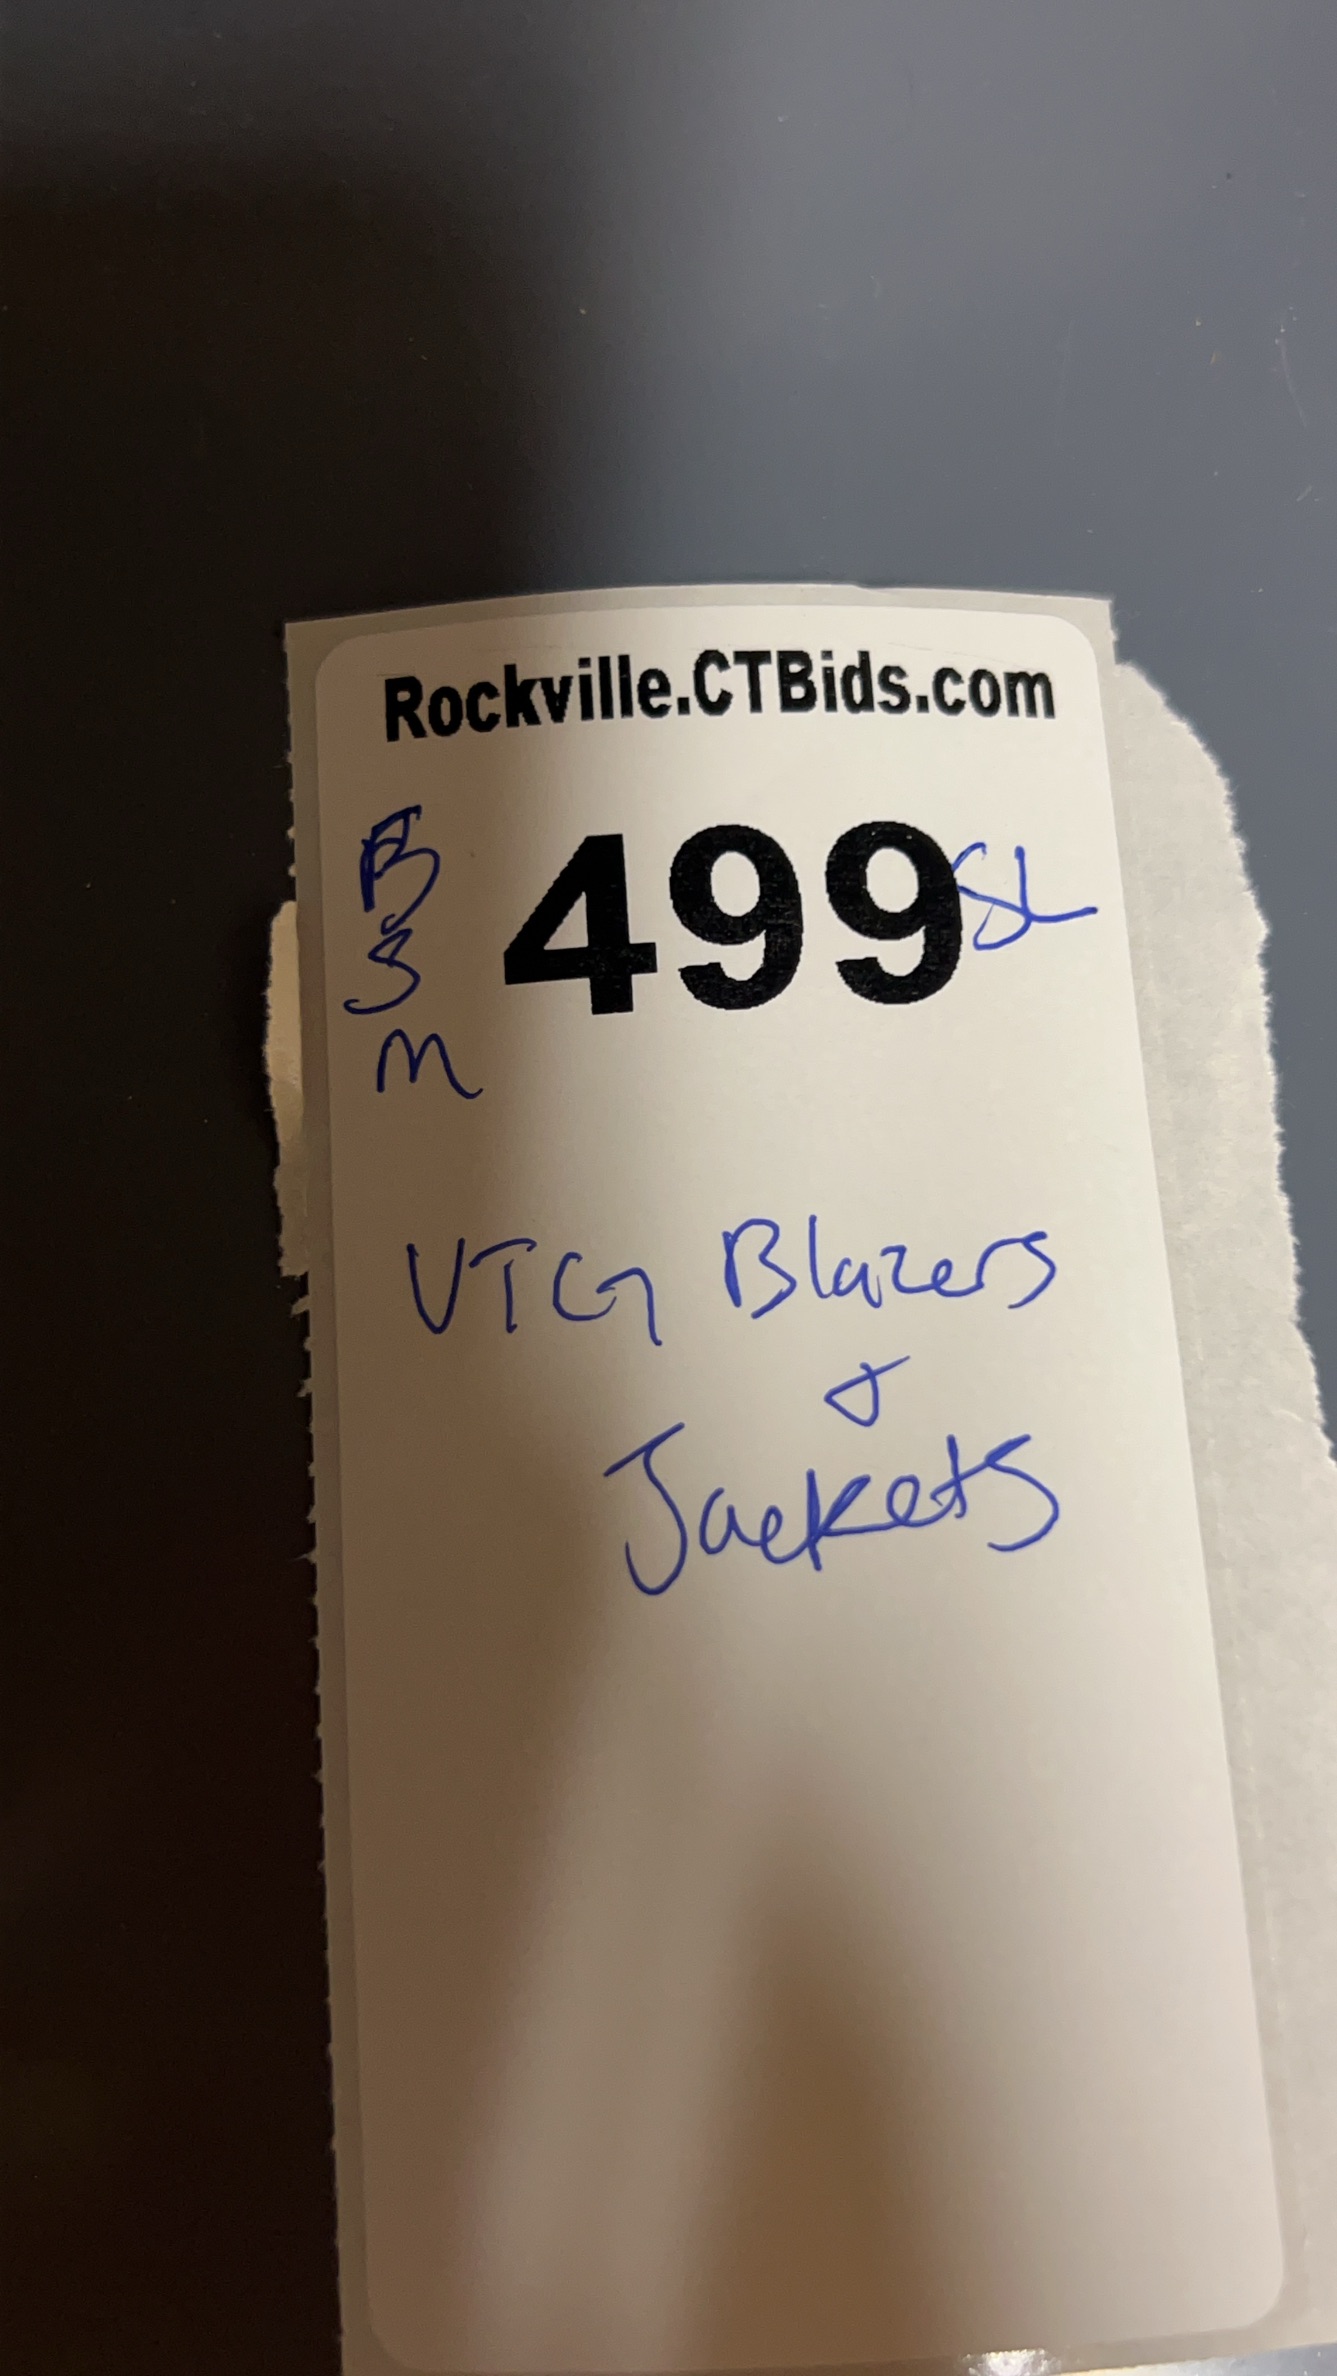 Rockville.CTBids.com
B 499 SL
S
M
VTG Blazers
&
Jackets